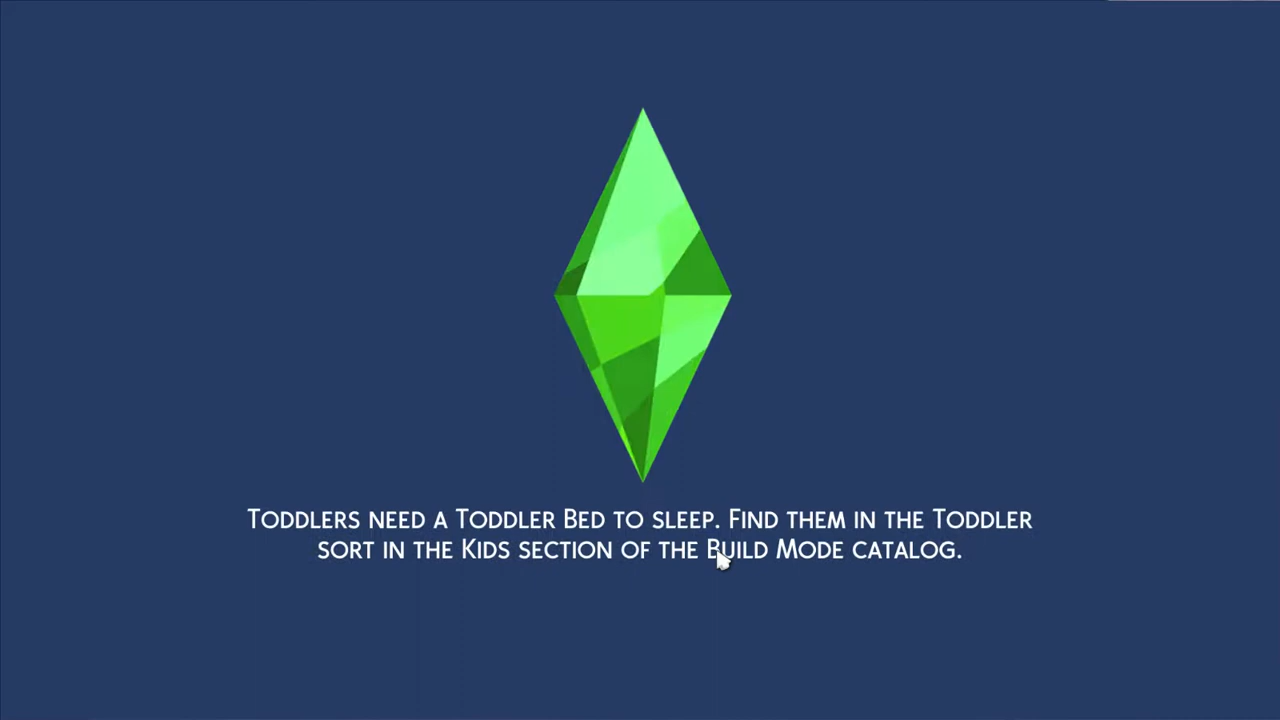 Toddlers need a Toddler Bed to sleep. Find them in the Toddler
sort in the Kids section of the Build Mode catalog.